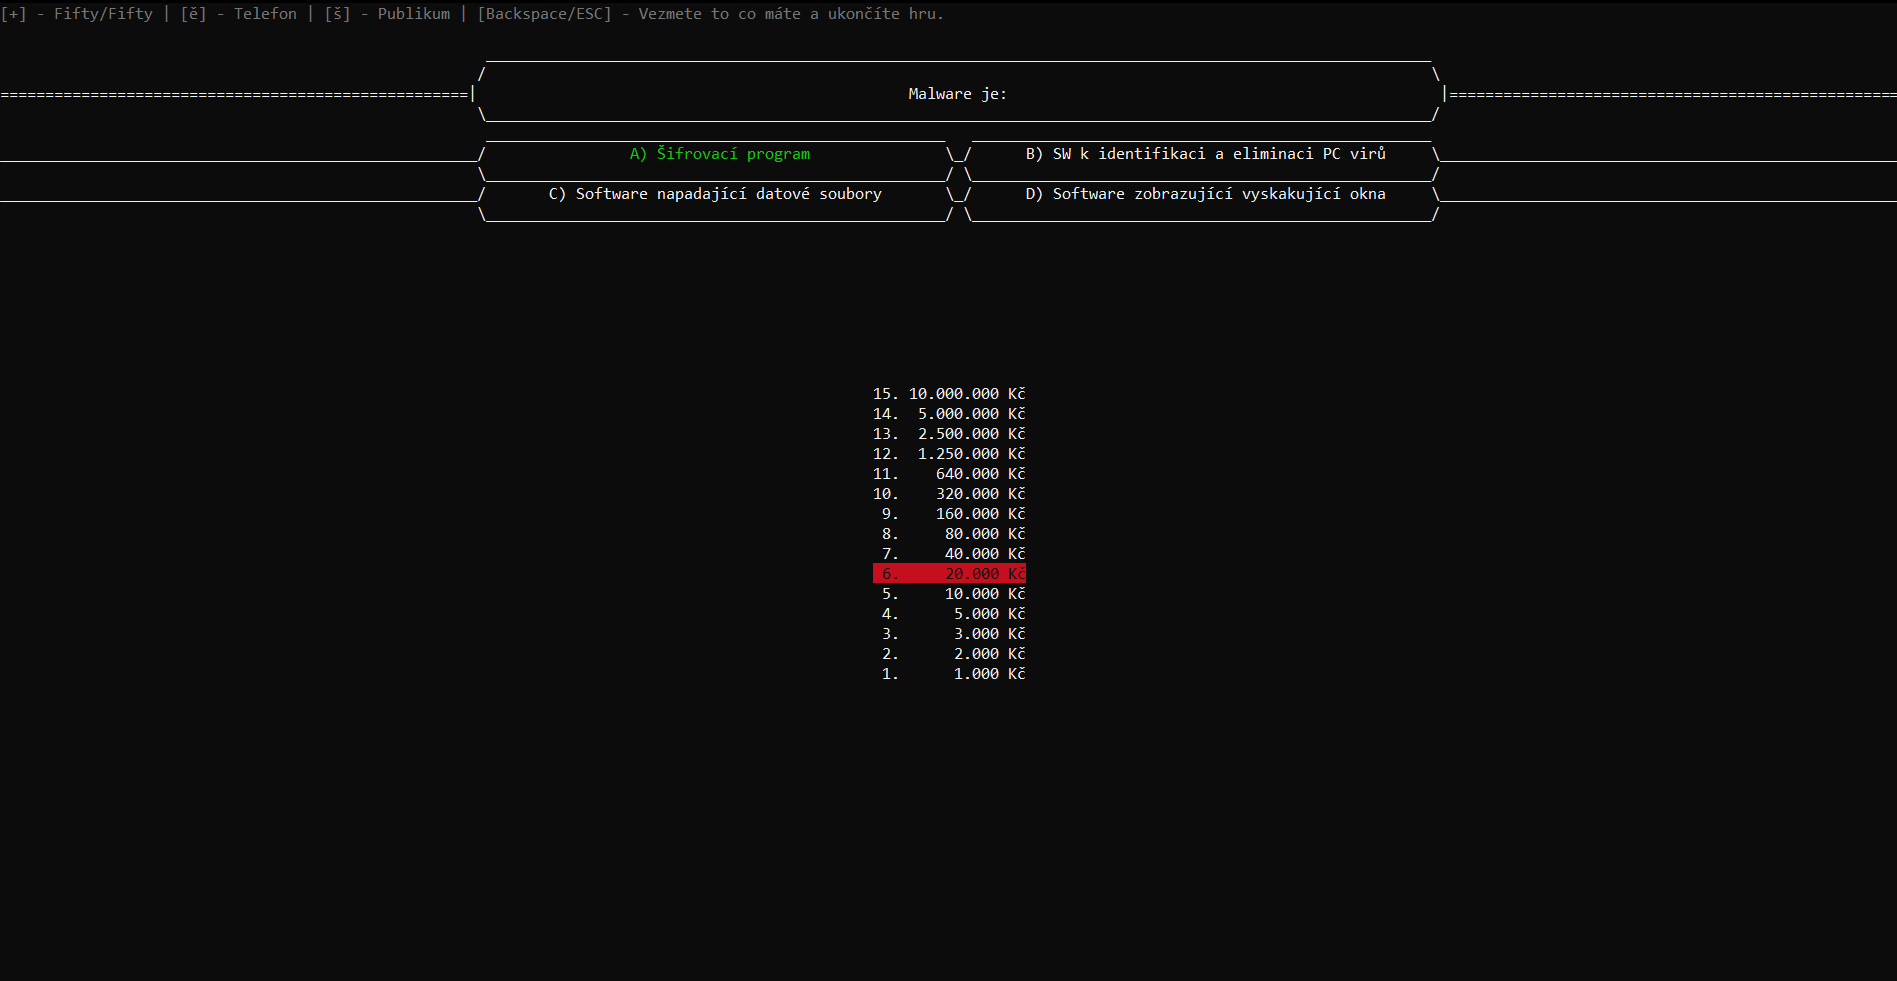 [+] - Fifty/Fifty | [ě] - Telefon | [š] - Publikum | [Backspace/ESC] - Vezmete to co máte a ukončíte hru.
Malware je:
A) Šifrovací program
B) SW k identifikaci a eliminaci PC virů
C) Software napadající datové soubory
D) Software zobrazující vyskakující okna
15. 10.000.000 Kč
14. 5.000.000 Kč
13. 2.500.000 Kč
12. 1.250.000 Kč
11. 640.000 Kč
10. 320.000 Kč
9. 160.000 Kč
8. 80.000 Kč
7. 40.000 Kč
6. 20.000 Kč
5. 10.000 Kč
4. 5.000 Kč
3. 3.000 Kč
2. 2.000 Kč
1. 1.000 Kč